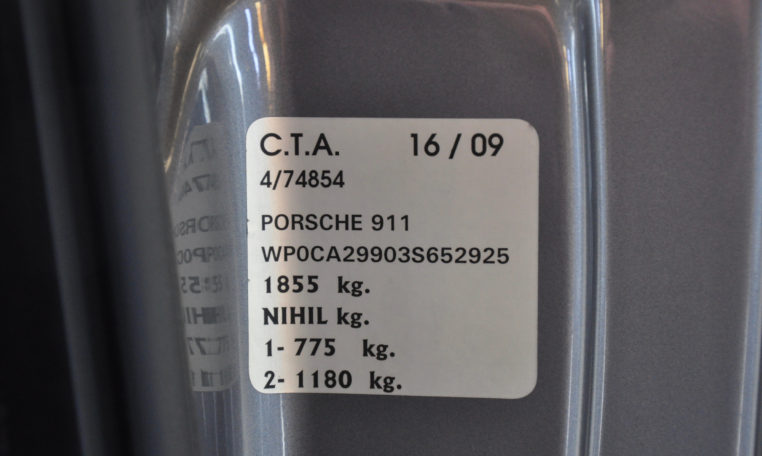 C.T.A. 16 / 09
4/74854
PORSCHE 911
WP0CA29903S652925
1855 kg.
NIHIL kg.
1- 775 kg.
2- 1180 kg.